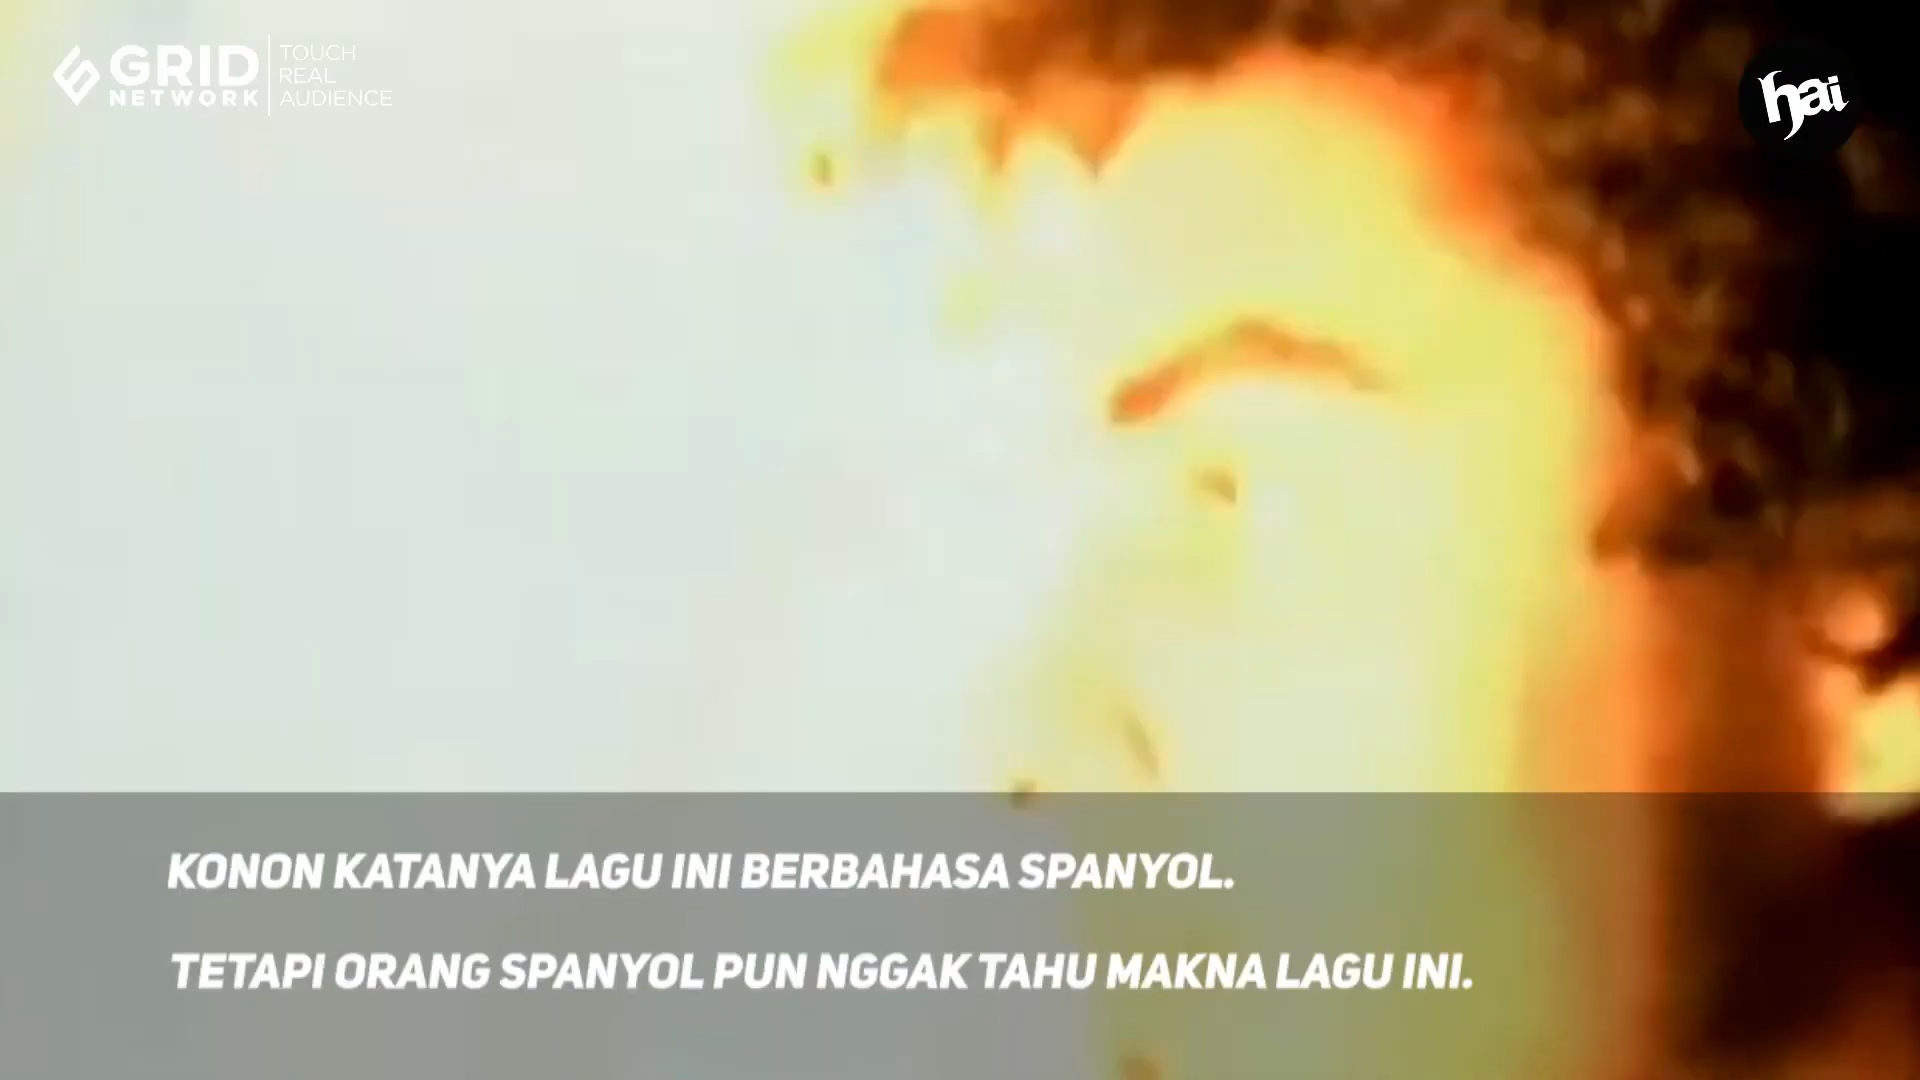 GRID
NETWORK
TOUCH
REAL
AUDIENCE
hai
KONON KATANYA LAGU INI BERBAHASA SPANYOL.
TETAPI ORANG SPANYOL PUN NGGAK TAHU MAKNA LAGU INI.